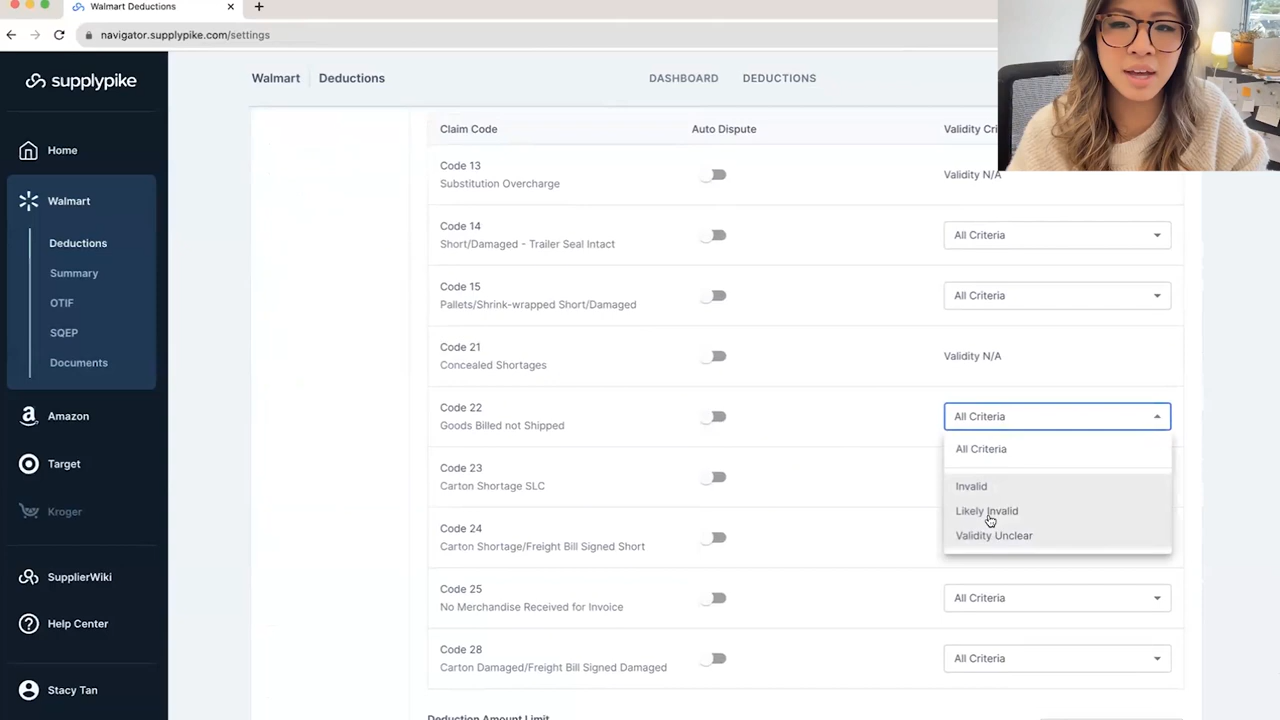 Walmart Deductions
navigator.supplypike.com/settings
supplypike
Home
Walmart
Deductions
Summary
OTIF
SQEP
Documents
Amazon
Target
Kroger
SupplierWiki
Help Center
Stacy Tan
Walmart Deductions DASHBOARD DEDUCTIONS
Claim Code Auto Dispute Validity
Code 13
Substitution Overcharge
Validity N/A
Code 14
Short/Damaged - Trailer Seal Intact
All Criteria
Code 15
Pallets/Shrink-wrapped Short/Damaged
All Criteria
Code 21
Concealed Shortages
Validity N/A
Code 22
Goods Billed not Shipped
All Criteria
All Criteria
Invalid
Likely Invalid
Validity Unclear
Code 23
Carton Shortage SLC
Code 24
Carton Shortage/Freight Bill Signed Short
Code 25
No Merchandise Received for Invoice
All Criteria
Code 28
Carton Damaged/Freight Bill Signed Damaged
All Criteria
Deduction Amount Limit